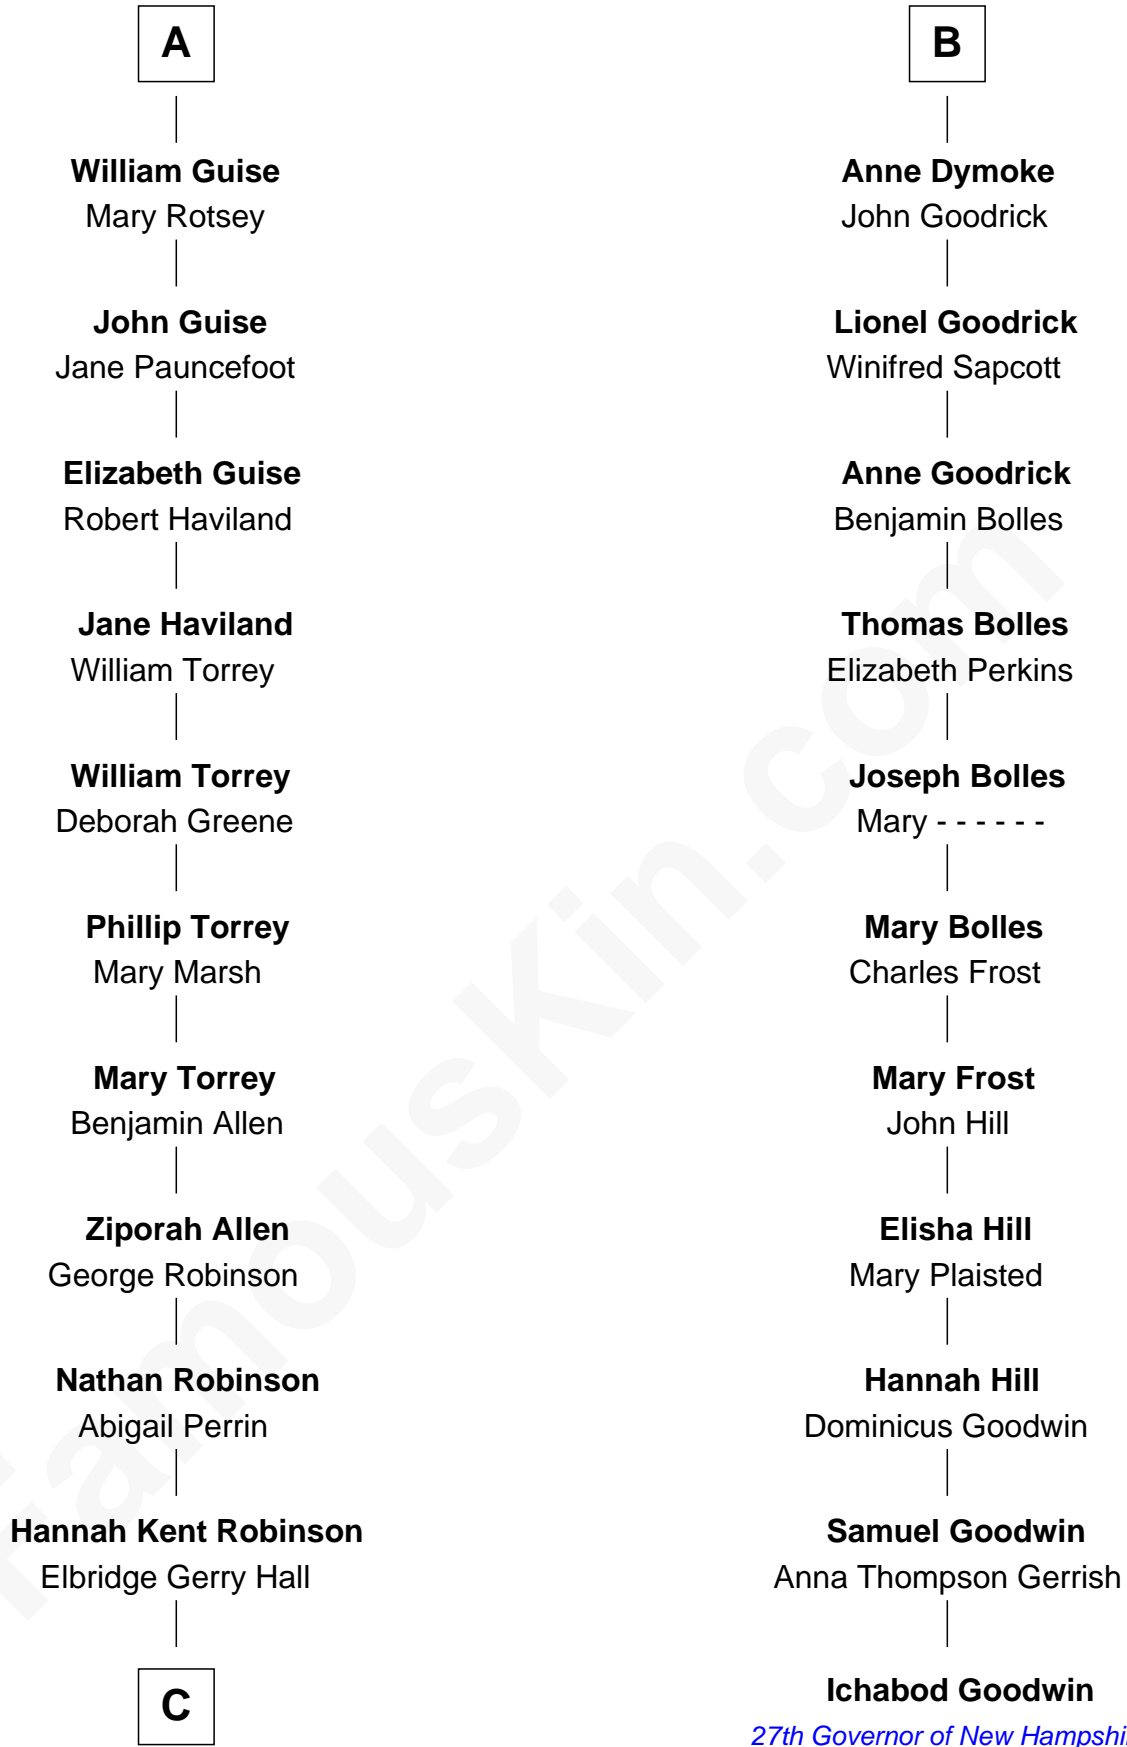 A
William Guise
Mary Rotsey
John Guise
Jane Pauncefoot
Elizabeth Guise
Robert Haviland
Jane Haviland
William Torrey
William Torrey
Deborah Greene
Phillip Torrey
Mary Marsh
Mary Torrey
Benjamin Allen
Ziporah Allen
George Robinson
Nathan Robinson
Abigail Perrin
Hannah Kent Robinson
Elbridge Gerry Hall
C
B
Anne Dymoke
John Goodrick
Lionel Goodrick
Winifred Sapcott
Anne Goodrick
Benjamin Bolles
Thomas Bolles
Elizabeth Perkins
Joseph Bolles
Mary - - - - - -
Mary Bolles
Charles Frost
Mary Frost
John Hill
Elisha Hill
Mary Plaisted
Hannah Hill
Dominicus Goodwin
Samuel Goodwin
Anna Thompson Gerrish
Ichabod Goodwin
27th Governor of New Hampshi
FamousKin.com